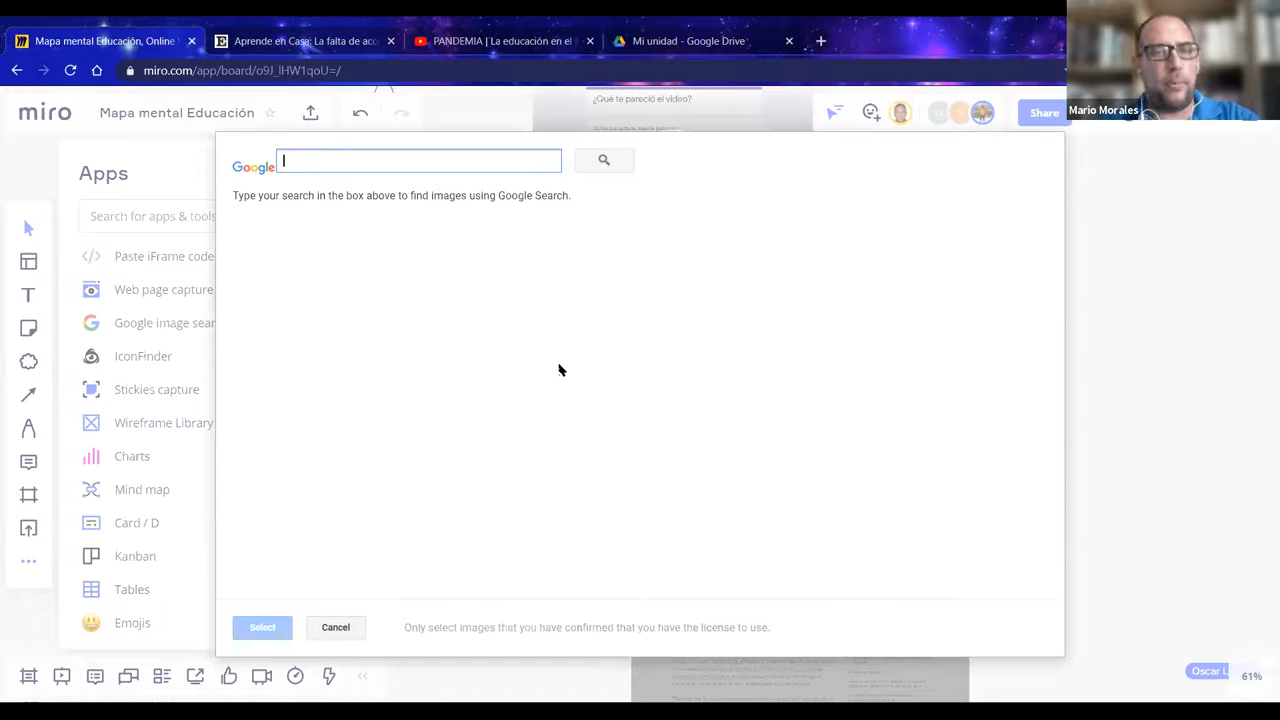 Mapa mental Educación, Online
Aprende en Casa: La falta de acc
PANDEMIA | La educación en el
Mi unidad - Google Drive
miro.com/app/board/o9J_lHW1qoU=/
Mario Morales
miro
Mapa mental Educación
¿Qué te pareció el vídeo?
Share
Apps
Search for apps & tools
Paste iFrame code
Web page capture
Google image sear
IconFinder
Stickies capture
Wireframe Library
Charts
Mind map
Card / D
Kanban
Tables
Emojis
Google
Type your search in the box above to find images using Google Search.
Select
Cancel
Only select images that you have confirmed that you have the license to use.
Oscar I.
61%